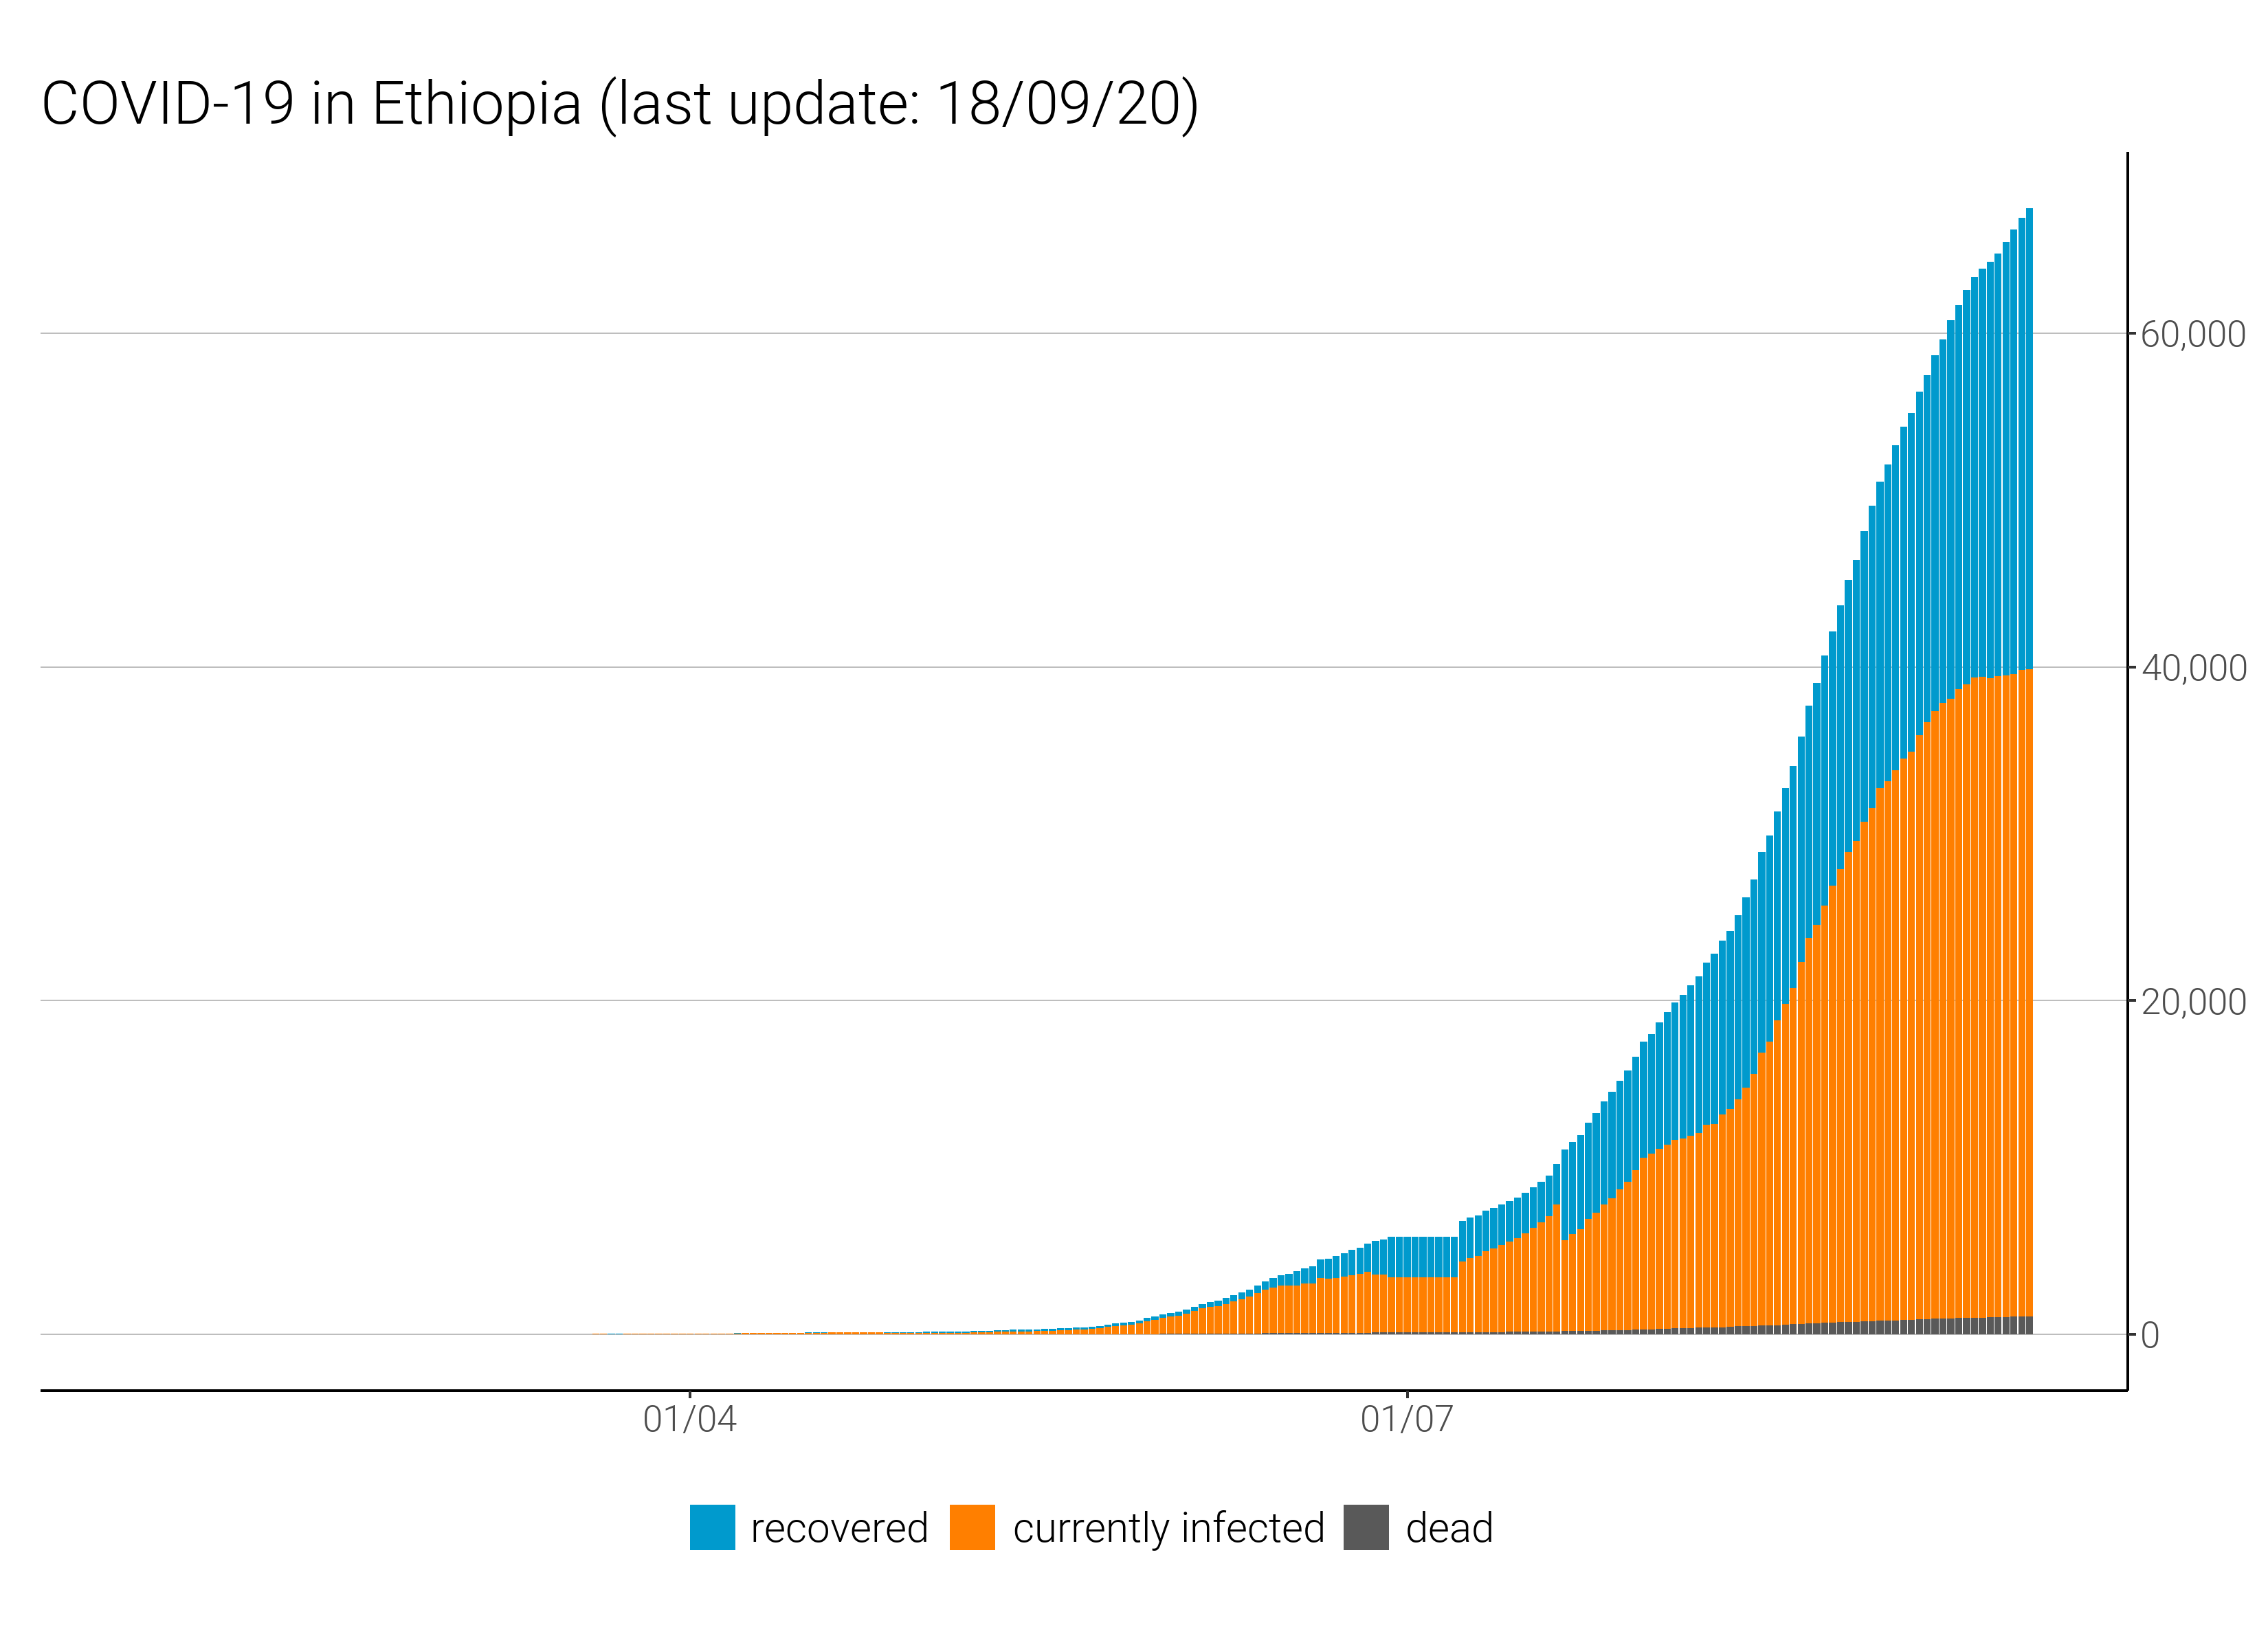 COVID-19 in Ethiopia (last update: 18/09/20)
60,000
40,000
20,000
0
01/04 01/07
recovered currently infected dead